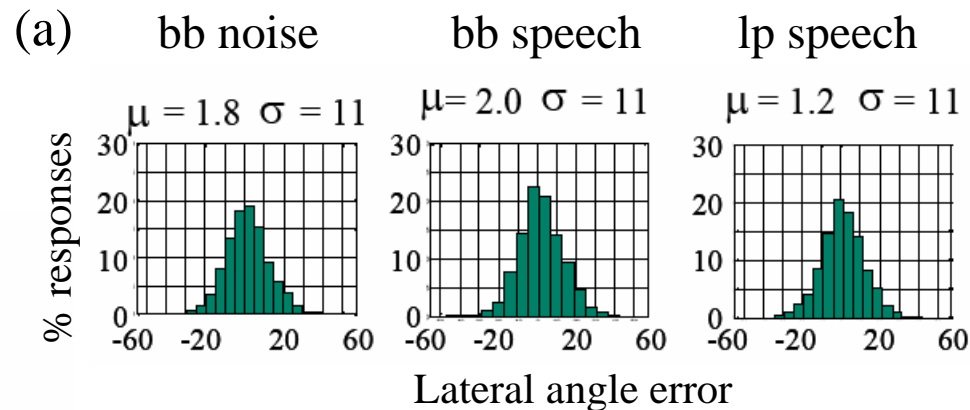 (a) bb noise bb speech lp speech
μ = 1.8 σ = 11 μ= 2.0 σ = 11 μ = 1.2 σ = 11
% responses
30 30 30
20 20 20
10 10 10
0 0 0
-60 -20 20 60 -60 -20 20 60 -60 -20 20 60
Lateral angle error